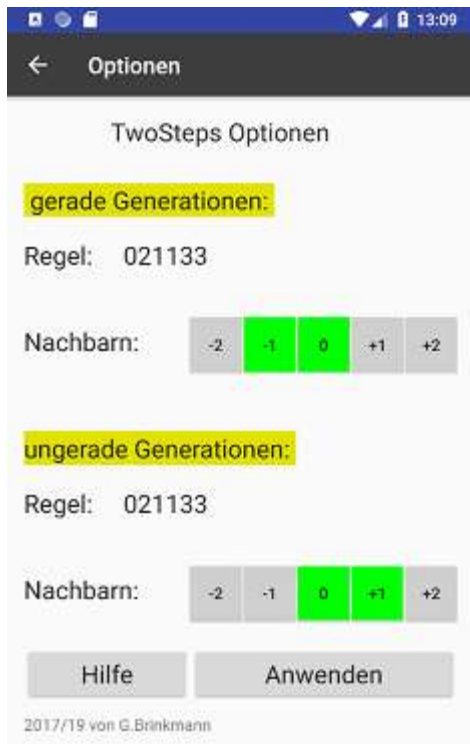 13:09
Optionen
TwoSteps Optionen
gerade Generationen:
Regel: 021133
Nachbarn: -2 -1 0 +1 +2
ungerade Generationen:
Regel: 021133
Nachbarn: -2 -1 0 +1 +2
Hilfe Anwenden
2017/19 von G.Brinkmann